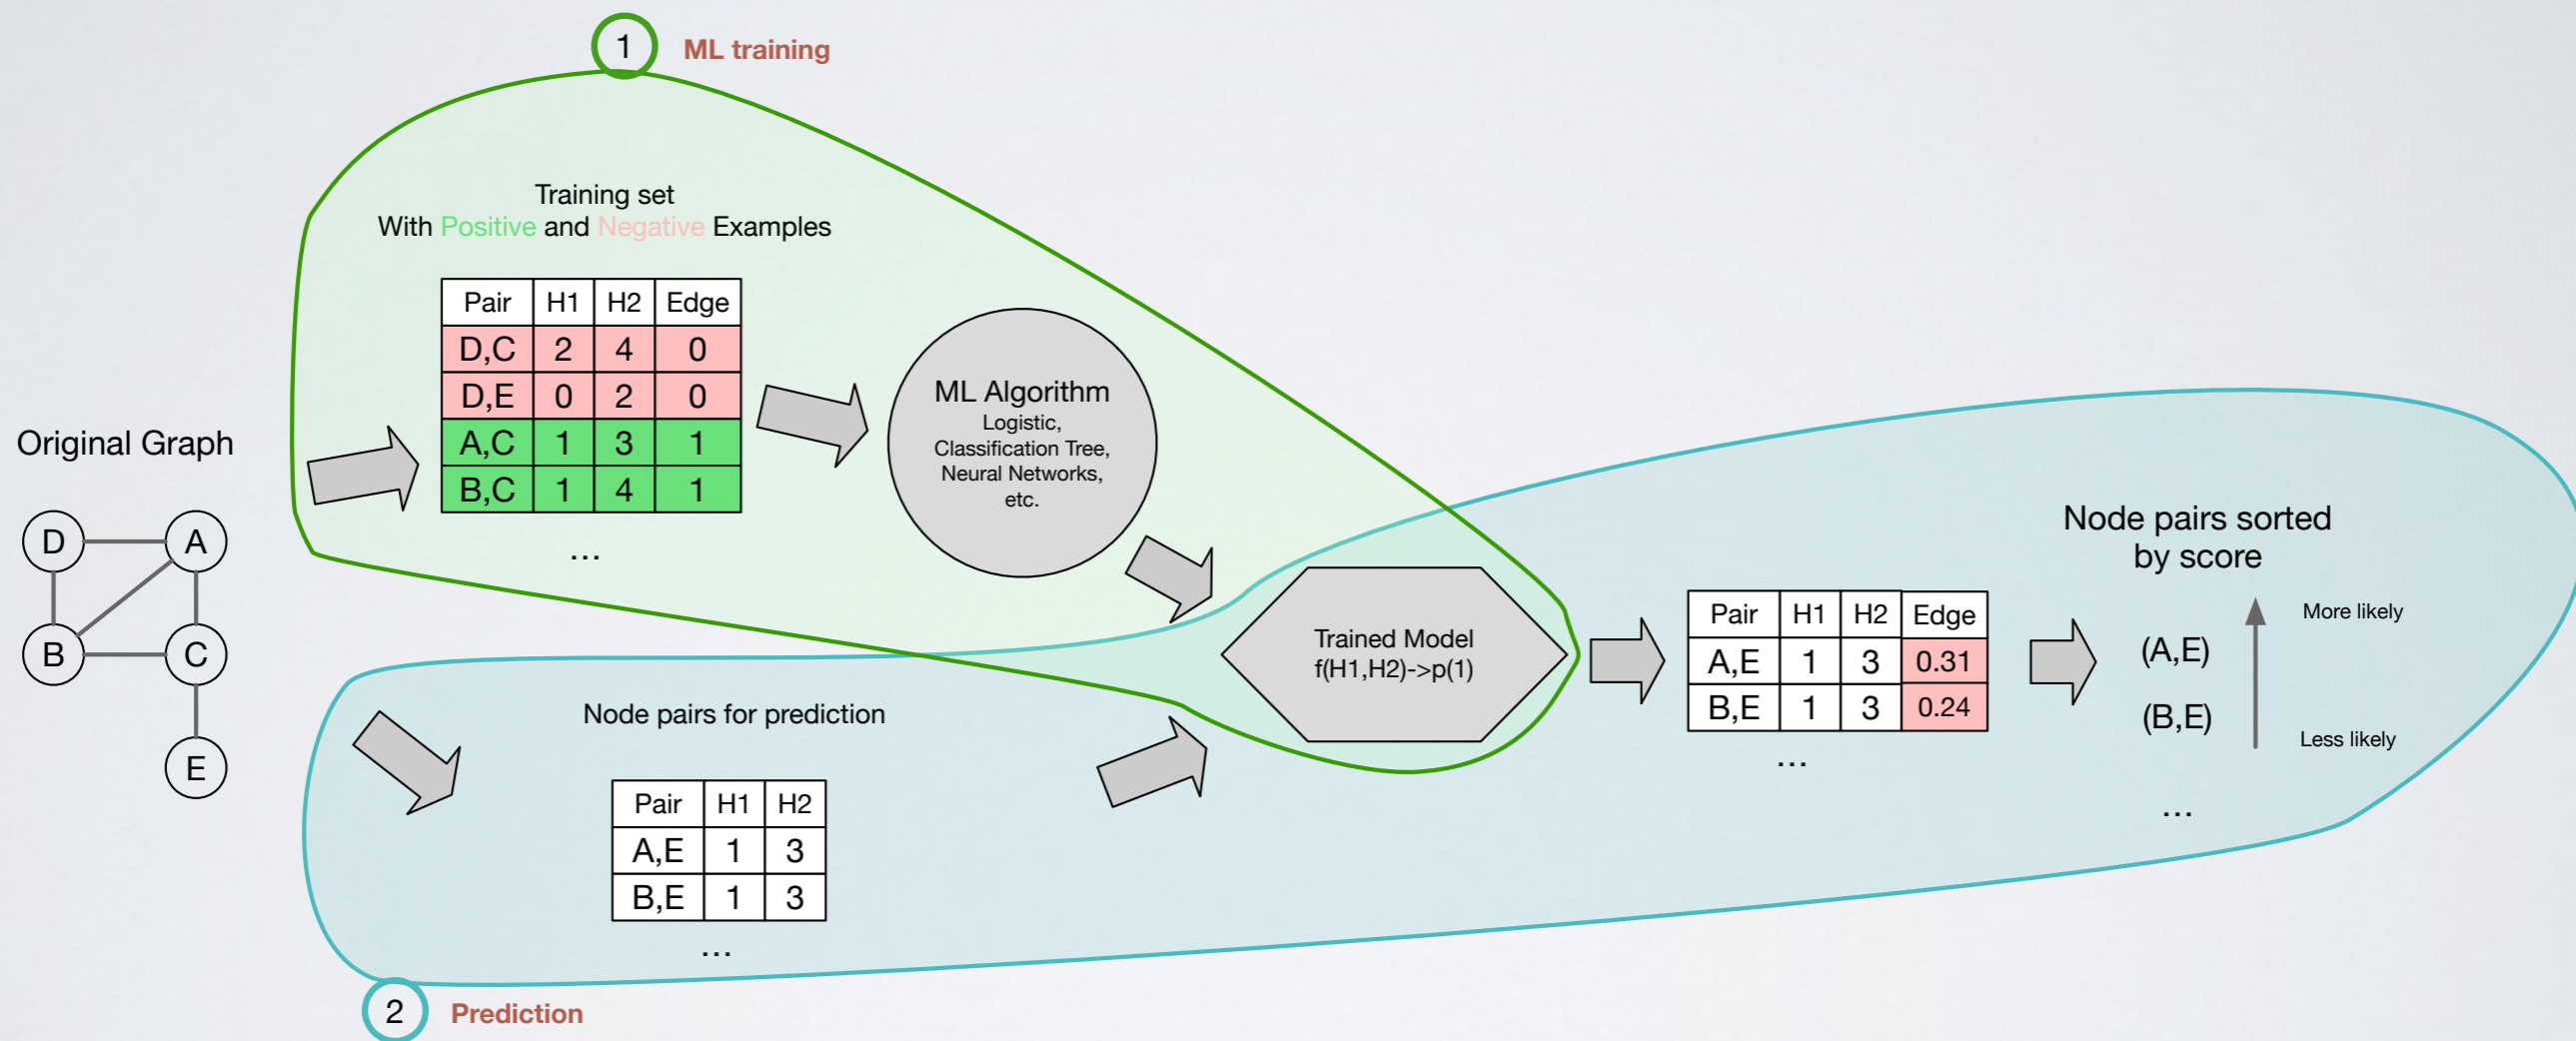 1
ML training
Training set
With Positive and Negative Examples
Pair H1 H2 Edge
D,C 2 4 0
D,E 0 2 0
A,C 1 3 1
B,C 1 4 1
...
ML Algorithm
Logistic,
Classification Tree,
Neural Networks,
etc.
Original Graph
D A
B C
E
Trained Model
f(H1,H2)->p(1)
Node pairs for prediction
Pair H1 H2
A,E 1 3
B,E 1 3
...
Pair H1 H2 Edge
A,E 1 3 0.31
B,E 1 3 0.24
...
Node pairs sorted
by score
More likely
(A,E)
(B,E)
Less likely
...
2
Prediction